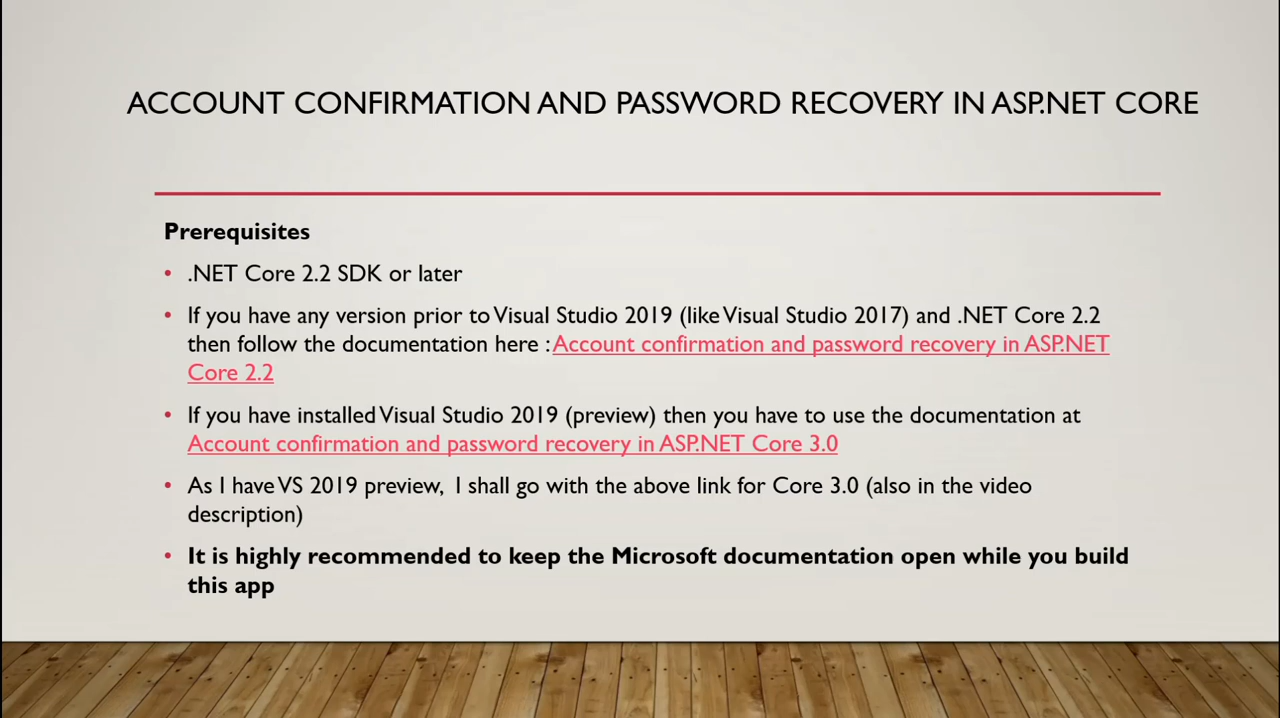 ACCOUNT CONFIRMATION AND PASSWORD RECOVERY IN ASP.NET CORE
Prerequisites
• .NET Core 2.2 SDK or later
• If you have any version prior to Visual Studio 2019 (like Visual Studio 2017) and .NET Core 2.2
then follow the documentation here : Account confirmation and password recovery in ASP.NET
Core 2.2
• If you have installed Visual Studio 2019 (preview) then you have to use the documentation at
Account confirmation and password recovery in ASP.NET Core 3.0
• As I have VS 2019 preview, I shall go with the above link for Core 3.0 (also in the video
description)
• It is highly recommended to keep the Microsoft documentation open while you build
this app